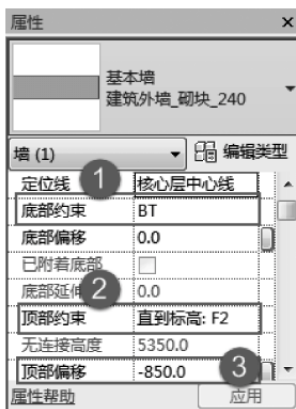 属性
基本墙
建筑外墙_砌块_240
墙 (1) 编辑类型
定位线 1 核心层中心线
底部约束 BT
底部偏移 0.0
已附着底部
底部延伸 2 0.0
顶部约束 直到标高: F2
无连接高度 5350.0
顶部偏移 -850.0 3
属性帮助 应用